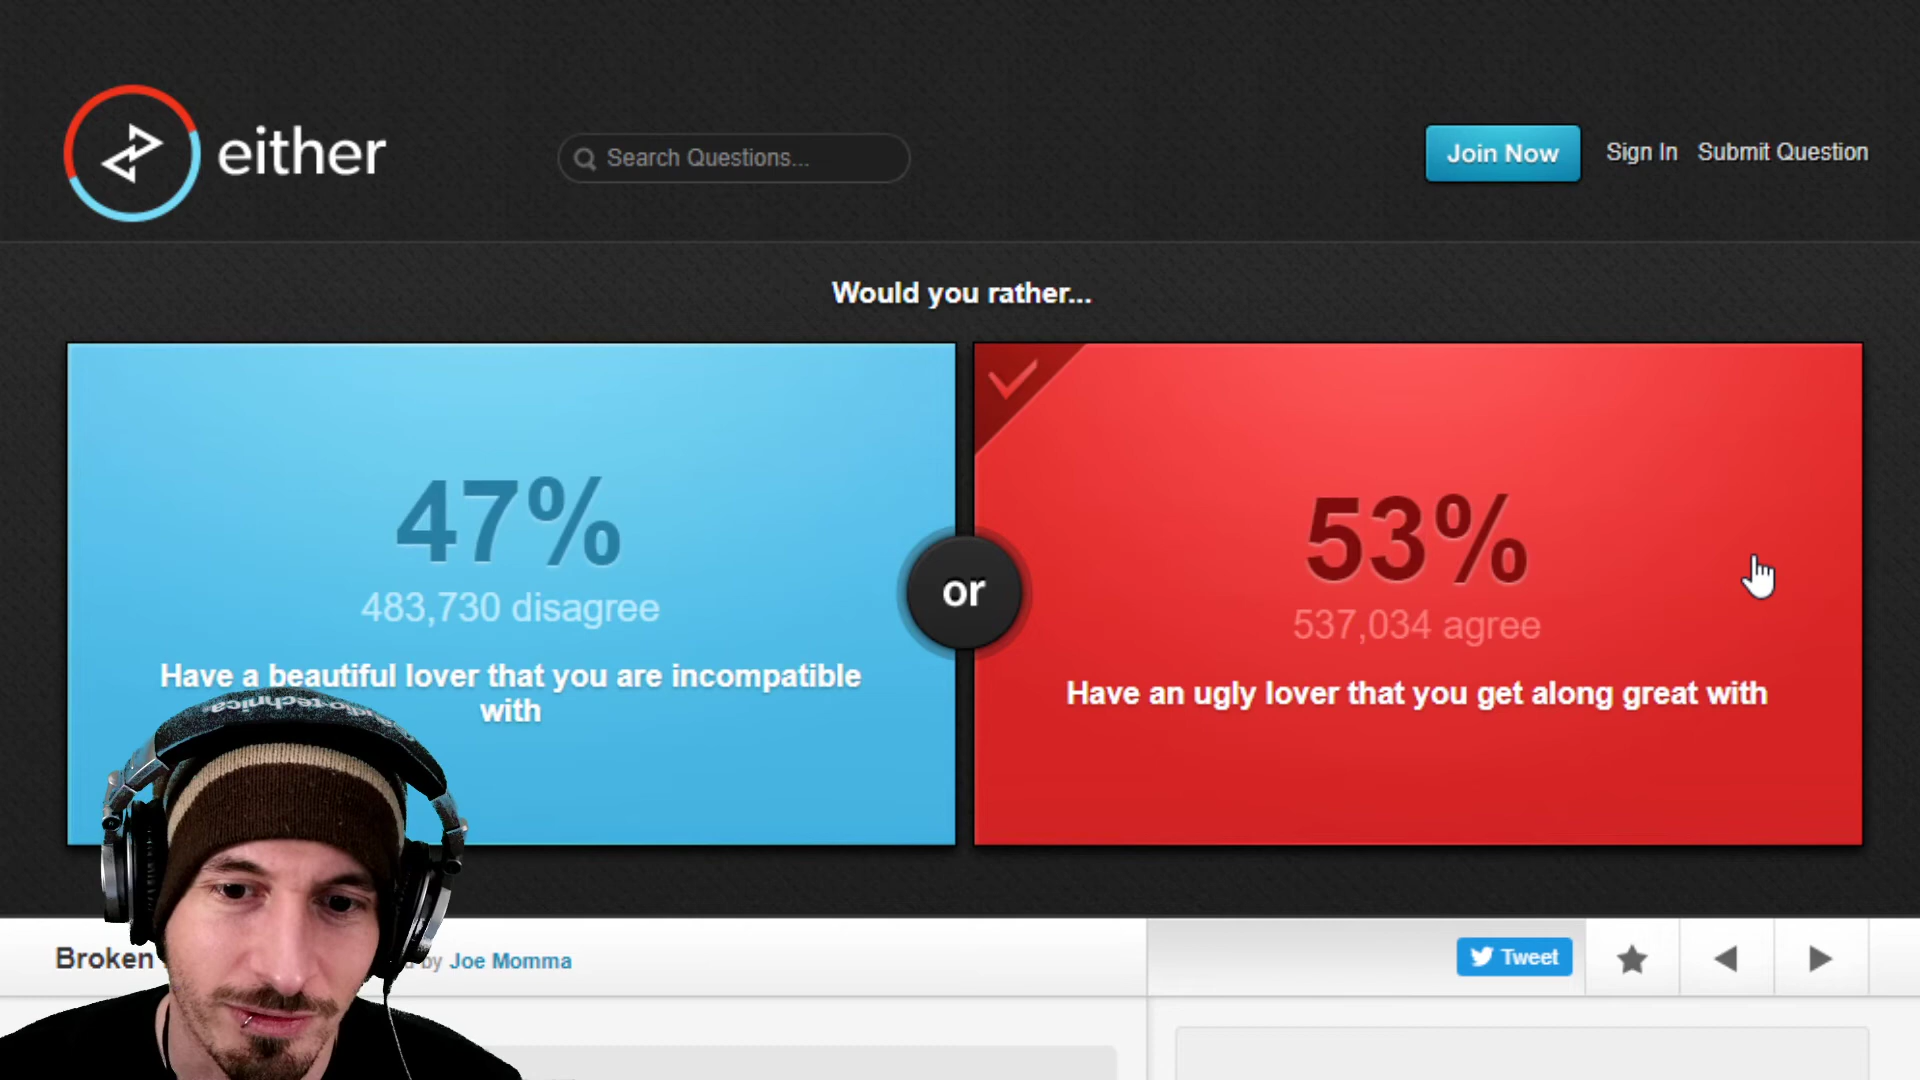 either
Search Questions...
Join Now
Sign In
Submit Question
Would you rather...
47%
483,730 disagree
Have a beautiful lover that you are incompatible
with
or
53%
537,034 agree
Have an ugly lover that you get along great with
audio-technica
Broken
by Joe Momma
Tweet